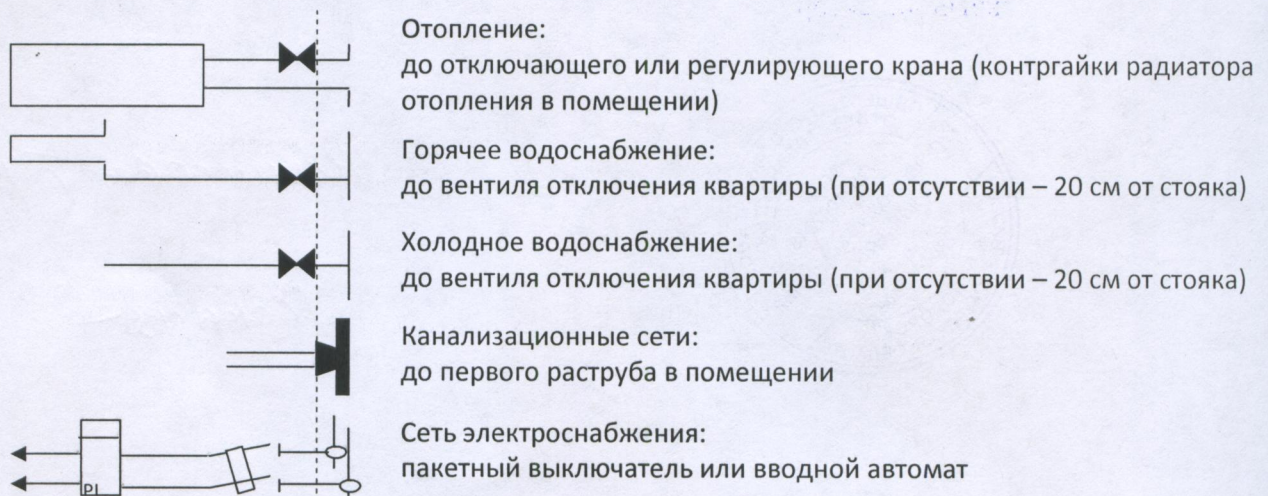 Отопление:
до отключающего или регулирующего крана (контргайки радиатора
отопления в помещении)
Горячее водоснабжение:
до вентиля отключения квартиры (при отсутствии – 20 см от стояка)
Холодное водоснабжение:
до вентиля отключения квартиры (при отсутствии – 20 см от стояка)
Канализационные сети:
до первого раструба в помещении
Сеть электроснабжения:
пакетный выключатель или вводной автомат
PI